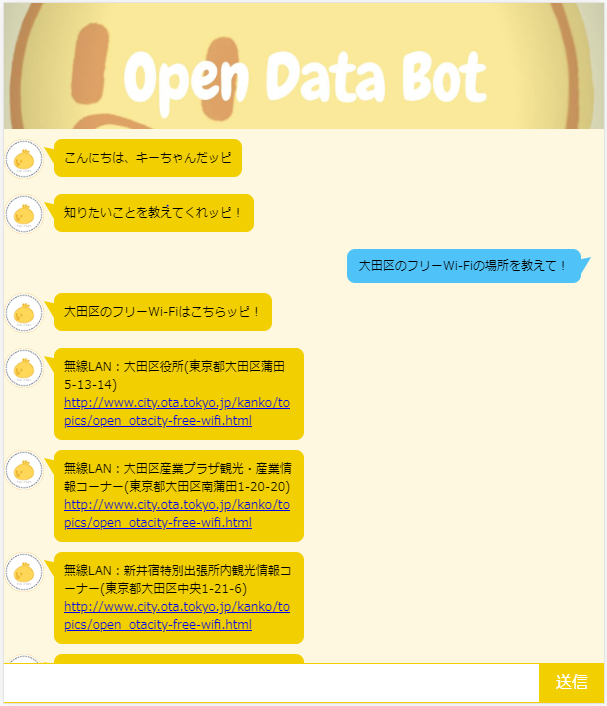 Open Data Bot
こんにちは、キーちゃんだッピ
知りたいことを教えてくれッピ！
大田区のフリーWi-Fiの場所を教えて！
大田区のフリーWi-Fiはこちらッピ！
無線LAN：大田区役所(東京都大田区蒲田
5-13-14)
http://www.city.ota.tokyo.jp/kanko/to
pics/open_otacity-free-wifi.html
無線LAN：大田区産業プラザ観光・産業情
報コーナー(東京都大田区南蒲田1-20-20)
http://www.city.ota.tokyo.jp/kanko/to
pics/open_otacity-free-wifi.html
無線LAN：新井宿特別出張所内観光情報コ
ーナー(東京都大田区中央1-21-6)
http://www.city.ota.tokyo.jp/kanko/to
pics/open_otacity-free-wifi.html
送信